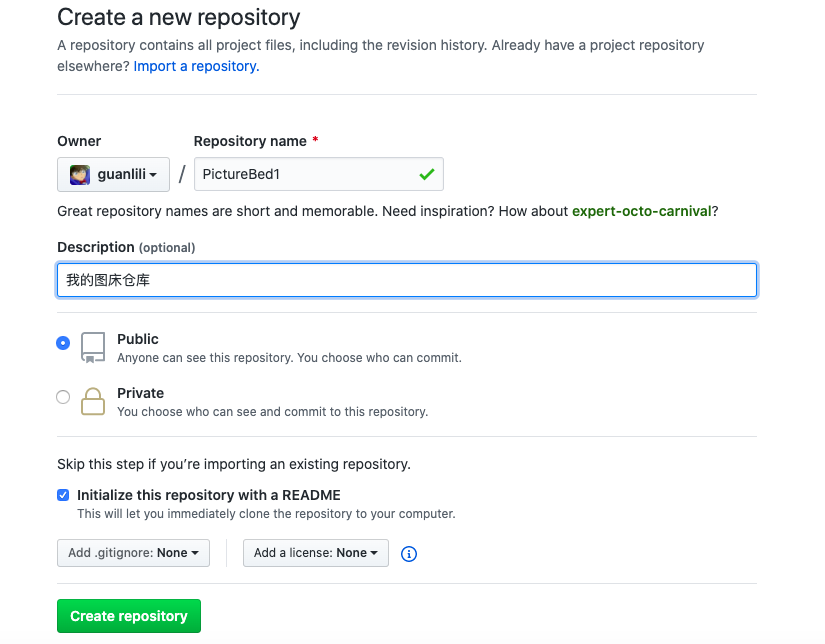 Create a new repository
A repository contains all project files, including the revision history. Already have a project repository
elsewhere? Import a repository.
Owner
Repository name *
guanlili
/
PictureBed1
Great repository names are short and memorable. Need inspiration? How about expert-octo-carnival?
Description (optional)
我的图床仓库
Public
Anyone can see this repository. You choose who can commit.
Private
You choose who can see and commit to this repository.
Skip this step if you’re importing an existing repository.
Initialize this repository with a README
This will let you immediately clone the repository to your computer.
Add .gitignore: None
Add a license: None
Create repository